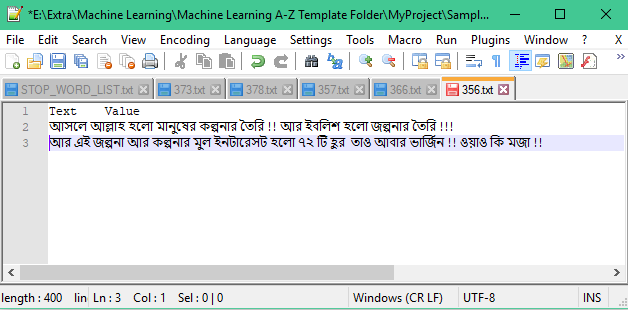 *E:\Extra\Machine Learning\Machine Learning A-Z Template Folder\MyProject\Sampl...
File Edit Search View Encoding Language Settings Tools Macro Run Plugins Window ? X
STOP_WORD_LIST.txt 373.txt 378.txt 357.txt 366.txt 356.txt
1 Text Value
2 আসলে আল্লাহ হলো মানুষের কল্পনার তৈরি !! আর ইবলিশ হলো জল্পনার তৈরি !!!
3 আর এই জল্পনা আর কল্পনার মুল ইনটারেসট হলো ৭২ টি হুর তাও আবার ভার্জিন !! ওয়াও কি মজা !!
length : 400 lin Ln : 3 Col : 1 Sel : 0 | 0 Windows (CR LF) UTF-8 INS